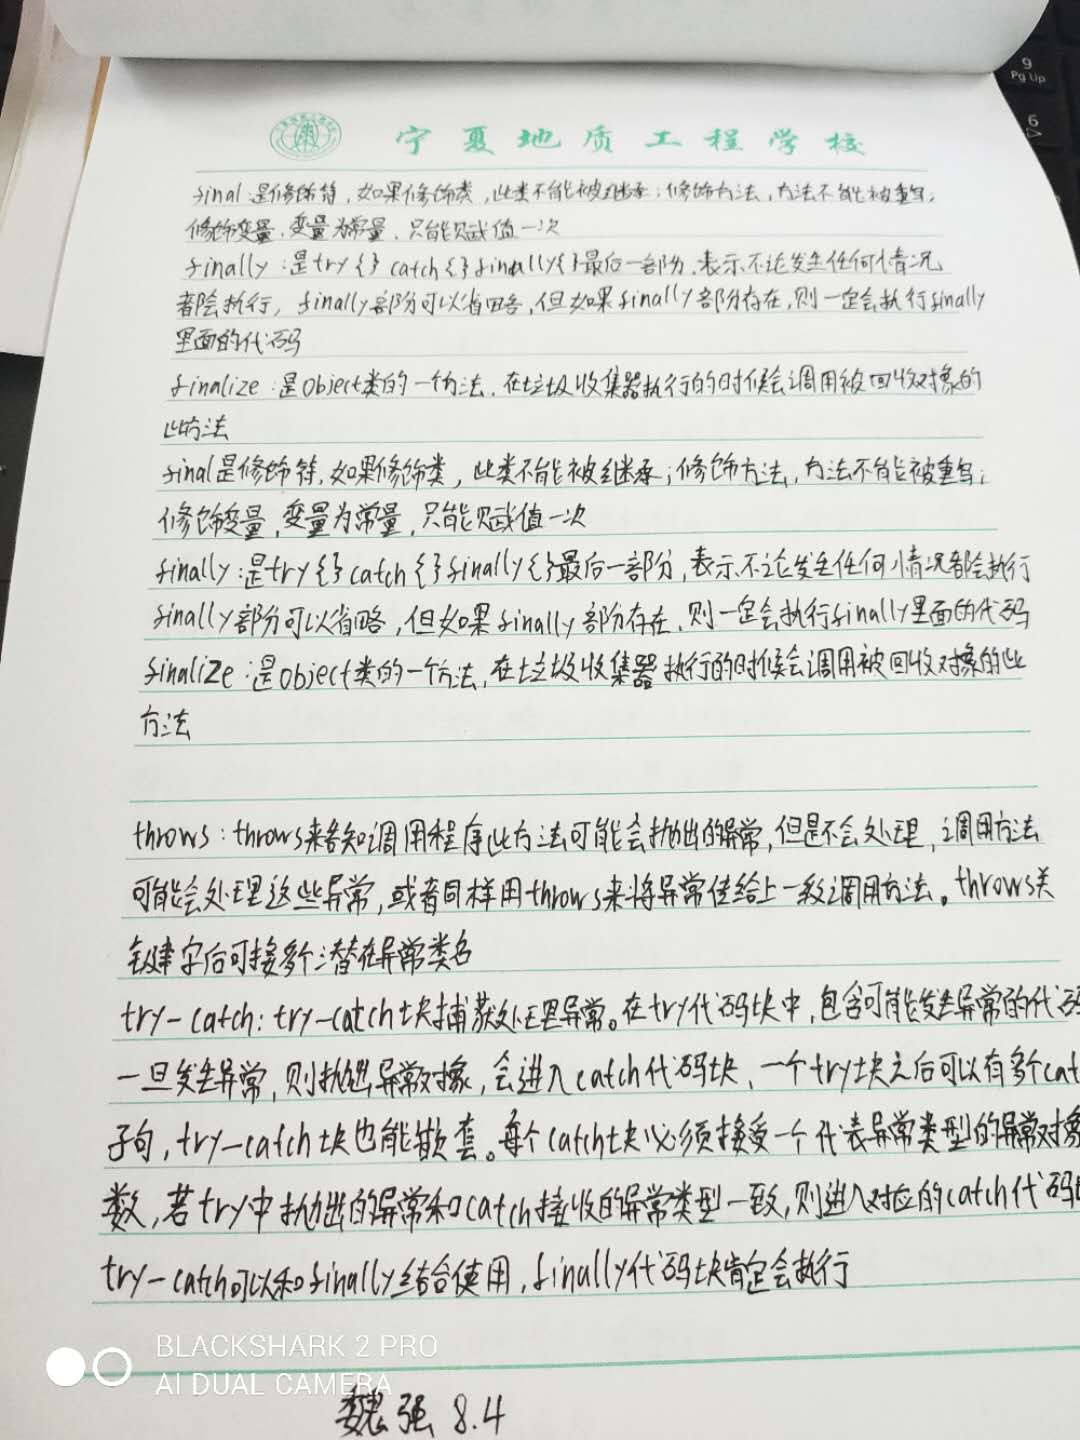 宁夏地质工程学校
final:是修饰符,如果修饰类,此类不能被继承;修饰方法,方法不能被重写;
修饰变量,变量为常量,只能赋值一次
finally:是try{}catch{}finally{}最后一部分,表示不论发生任何情况
都会执行,finally部分可以省略,但如果finally部分存在,则一定会执行finally
里面的代码
finalize:是Object类的一个方法,在垃圾收集器执行的时候会调用被回收对象的
此方法
final是修饰符,如果修饰类,此类不能被继承;修饰方法,方法不能被重写;
修饰变量,变量为常量,只能赋值一次
finally:是try{}catch{}finally{}最后一部分,表示不论发生任何情况都会执行
finally部分可以省略,但如果finally部分存在,则一定会执行finally里面的代码
finalize:是Object类的一个方法,在垃圾收集器执行的时候会调用被回收对象的此
方法
throws:throws来告知调用程序此方法可能会抛出的异常,但是不会处理,调用方法
可能会处理这些异常,或者同样用throws来将异常传给上一级调用方法。throws关
键字后可接多个潜在异常类名
try-catch:try-catch块捕获处理异常。在try代码块中,包含可能发生异常的代码
一旦发生异常,则抛出异常对象,会进入catch代码块,一个try块之后可以有多个cat
子句,try-catch块也能嵌套。每个catch块必须接受一个代表异常类型的异常对象
数,若try中抛出的异常和catch接收的异常类型一致,则进入对应的catch代码
try-catch可以和finally结合使用,finally代码块肯定会执行
BLACKSHARK 2 PRO
AI DUAL CAMERA
魏强 8.4
9
Pg Up
6